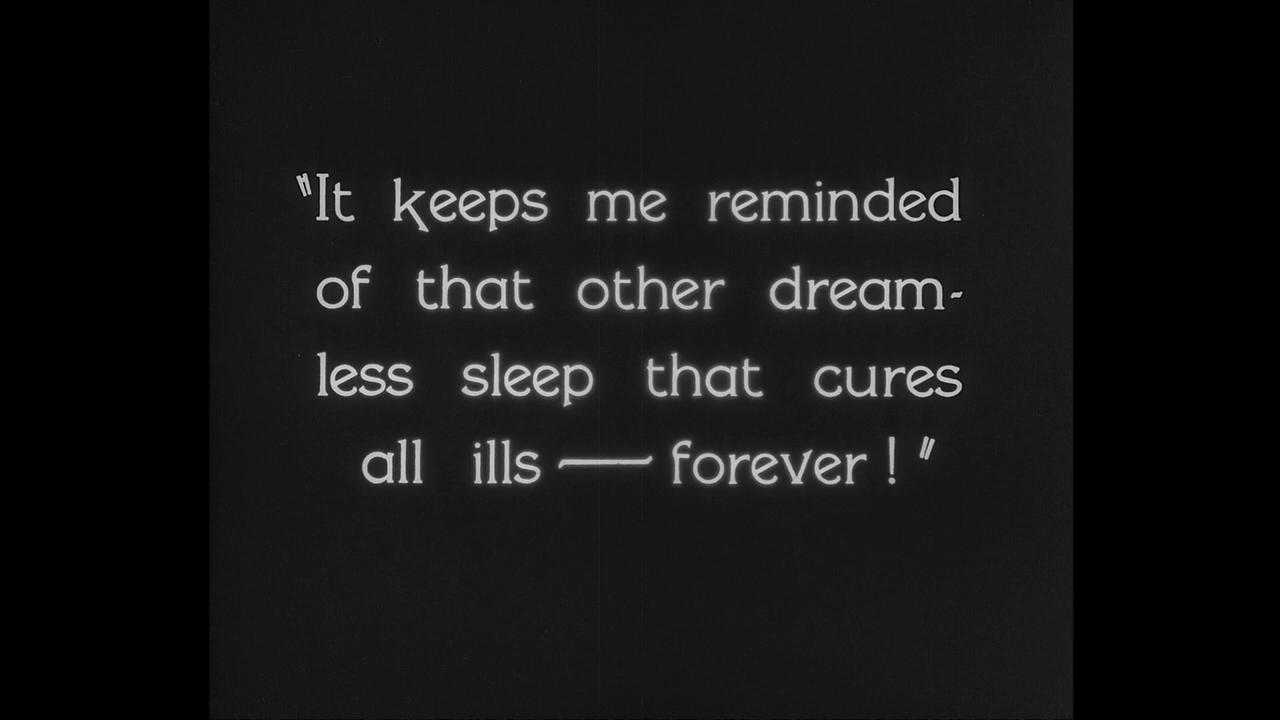 "It keeps me reminded
of that other dream-
less sleep that cures
all ills — forever!"